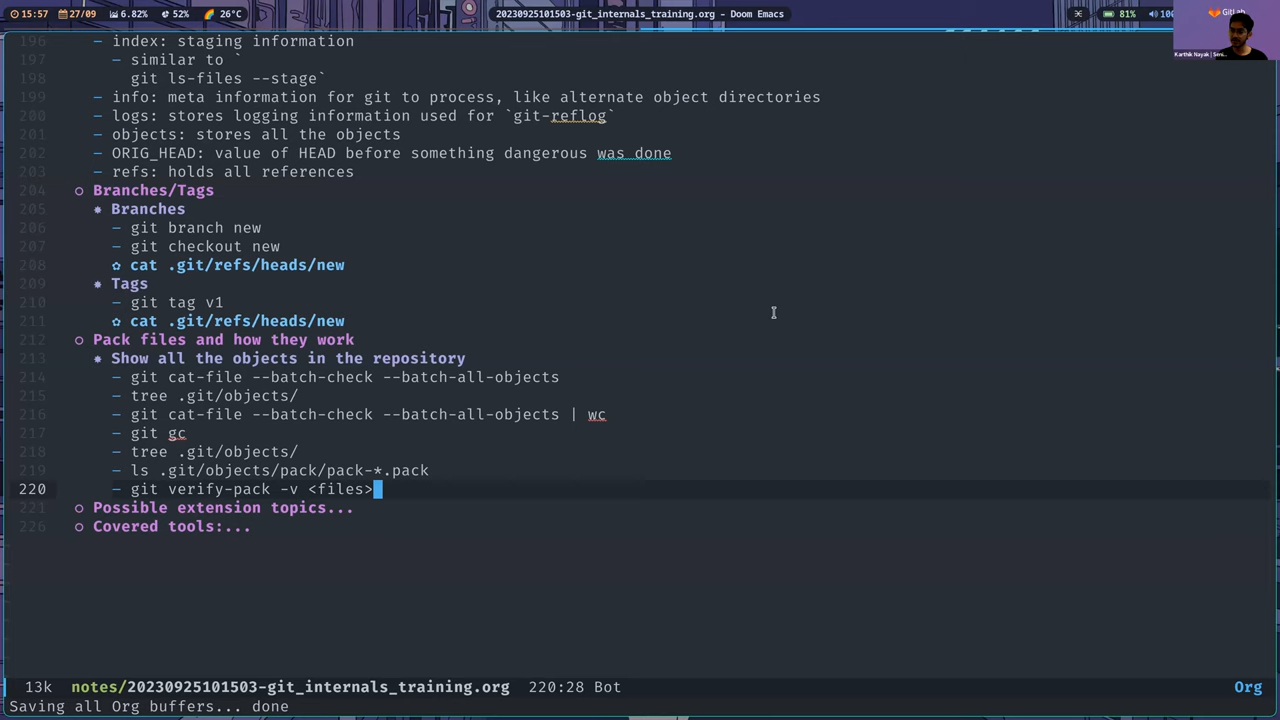 15:57 27/09 6.82% 52% 26°C 20230925101503-git_internals_training.org - Doom Emacs 81%
GitLab
Karthik Nayak | Seni...
196 - index: staging information
197 - similar to `
198 git ls-files --stage`
199 - info: meta information for git to process, like alternate object directories
200 - logs: stores logging information used for `git-reflog`
201 - objects: stores all the objects
202 - ORIG_HEAD: value of HEAD before something dangerous was done
203 - refs: holds all references
204 Branches/Tags
205 Branches
206 - git branch new
207 - git checkout new
208 cat .git/refs/heads/new
209 Tags
210 - git tag v1
211 cat .git/refs/heads/new
212 Pack files and how they work
213 Show all the objects in the repository
214 - git cat-file --batch-check --batch-all-objects
215 - tree .git/objects/
216 - git cat-file --batch-check --batch-all-objects | wc
217 - git gc
218 - tree .git/objects/
219 - ls .git/objects/pack/pack-*.pack
220 - git verify-pack -v <files>
221 Possible extension topics...
226 Covered tools:...
13k notes/20230925101503-git_internals_training.org 220:28 Bot Org
Saving all Org buffers... done